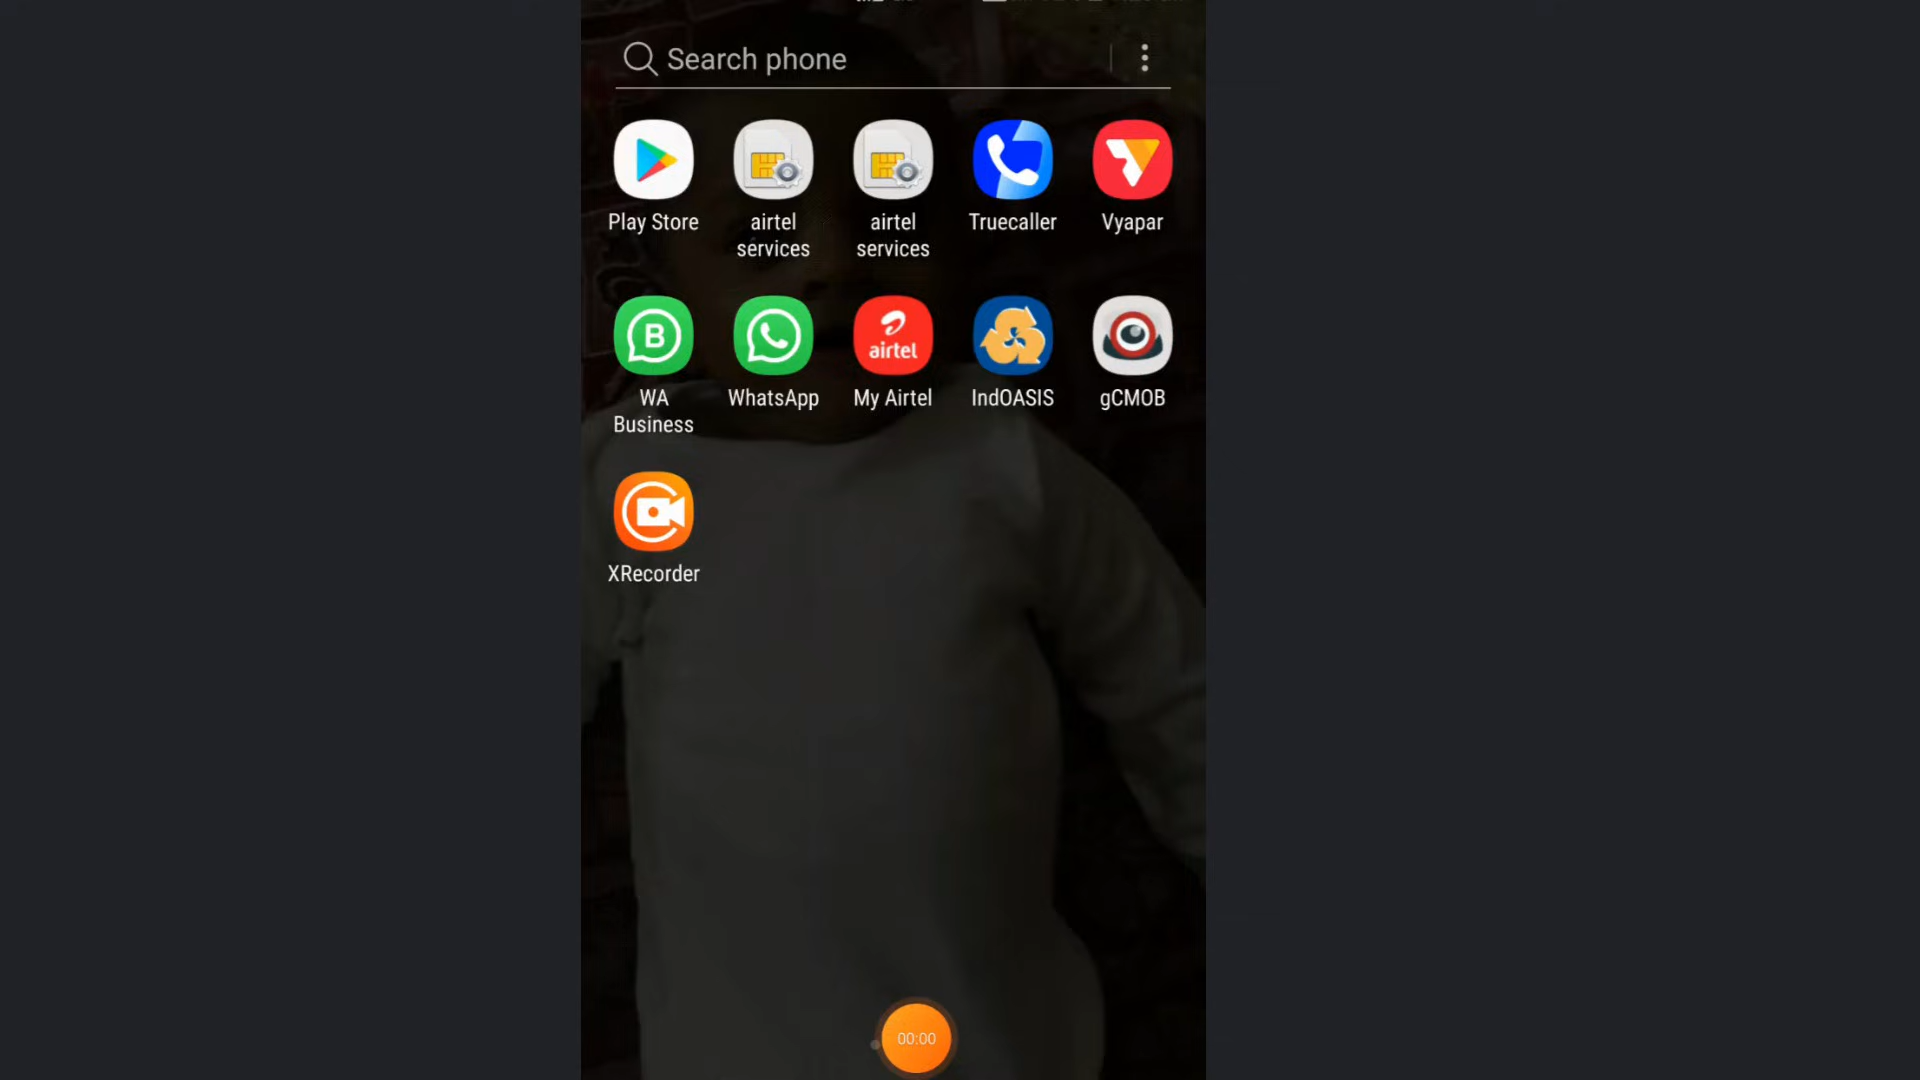 Search phone
Play Store
airtel
services
airtel
services
Truecaller
Vyapar
B
airtel
WA
Business
WhatsApp
My Airtel
IndOASIS
gCMOB
XRecorder
00:00